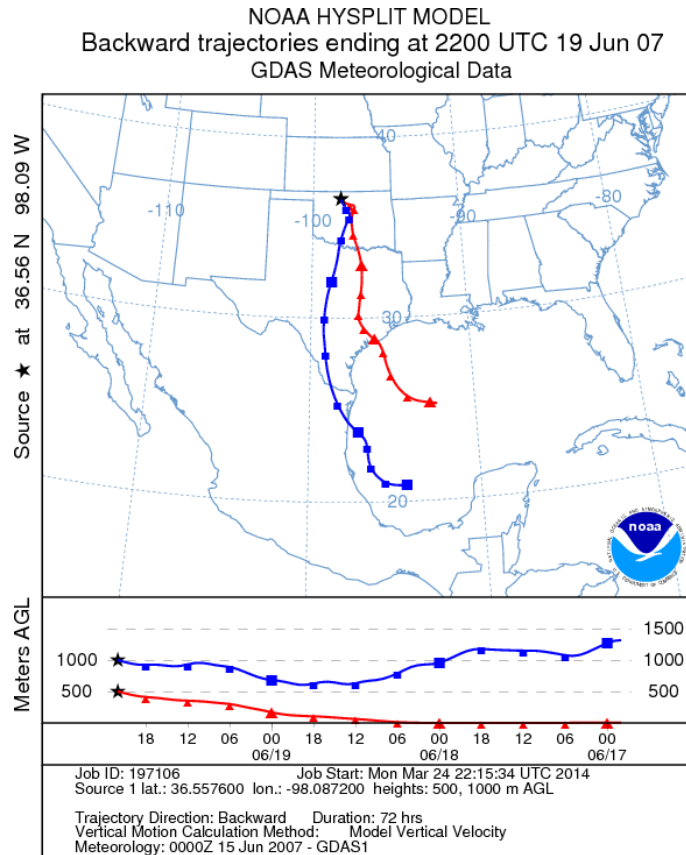 NOAA HYSPLIT MODEL
Backward trajectories ending at 2200 UTC 19 Jun 07
GDAS Meteorological Data
Source ★ at 36.56 N 98.09 W
40
-110
-100
-90
-80
30
20
noaa
Meters AGL
1500
1000
1000
500
500
18 12 06 00 18 12 06 00 18 12 06 00
06/19 06/18 06/17
Job ID: 197106 Job Start: Mon Mar 24 22:15:34 UTC 2014
Source 1 lat.: 36.557600 lon.: -98.087200 heights: 500, 1000 m AGL
Trajectory Direction: Backward Duration: 72 hrs
Vertical Motion Calculation Method: Model Vertical Velocity
Meteorology: 0000Z 15 Jun 2007 - GDAS1